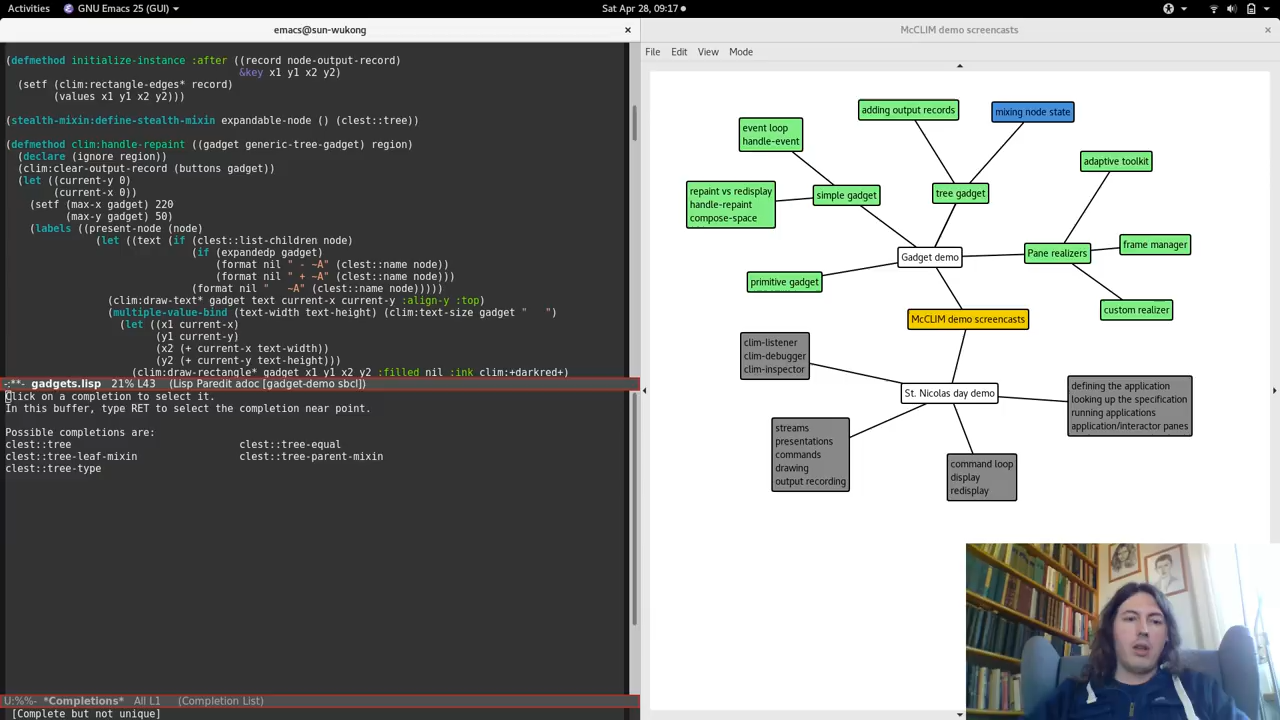 Activities GNU Emacs 25 (GUI) Sat Apr 28, 09:17
emacs@sun-wukong
(defmethod initialize-instance :after ((record node-output-record)
&key x1 y1 x2 y2)
(setf (clim:rectangle-edges* record)
(values x1 y1 x2 y2)))
(stealth-mixin:define-stealth-mixin expandable-node () (clest::tree))
(defmethod clim:handle-repaint ((gadget generic-tree-gadget) region)
(declare (ignore region))
(clim:clear-output-record (buttons gadget))
(let ((current-y 0)
(current-x 0))
(setf (max-x gadget) 220
(max-y gadget) 50)
(labels ((present-node (node)
(let ((text (if (clest::list-children node)
(if (expandedp gadget)
(format nil " - ~A" (clest::name node))
(format nil " + ~A" (clest::name node)))
(format nil "   ~A" (clest::name node)))))
(clim:draw-text* gadget text current-x current-y :align-y :top)
(multiple-value-bind (text-width text-height) (clim:text-size gadget "   ")
(let ((x1 current-x)
(y1 current-y)
(x2 (+ current-x text-width))
(y2 (+ current-y text-height)))
(clim:draw-rectangle* gadget x1 y1 x2 y2 :filled nil :ink clim:+darkred+)
-:**- gadgets.lisp 21% L43 (Lisp Paredit adoc [gadget-demo sbcl])
Click on a completion to select it.
In this buffer, type RET to select the completion near point.
Possible completions are:
clest::tree clest::tree-equal
clest::tree-leaf-mixin clest::tree-parent-mixin
clest::tree-type
U:%%- *Completions* All L1 (Completion List)
[Complete but not unique]
McCLIM demo screencasts
File Edit View Mode
adding output records
mixing node state
event loop
handle-event
adaptive toolkit
repaint vs redisplay
handle-repaint
compose-space
simple gadget
tree gadget
Gadget demo
Pane realizers
frame manager
primitive gadget
custom realizer
McCLIM demo screencasts
clim-listener
clim-debugger
clim-inspector
St. Nicolas day demo
defining the application
looking up the specification
running applications
application/interactor panes
streams
presentations
commands
drawing
output recording
command loop
display
redisplay